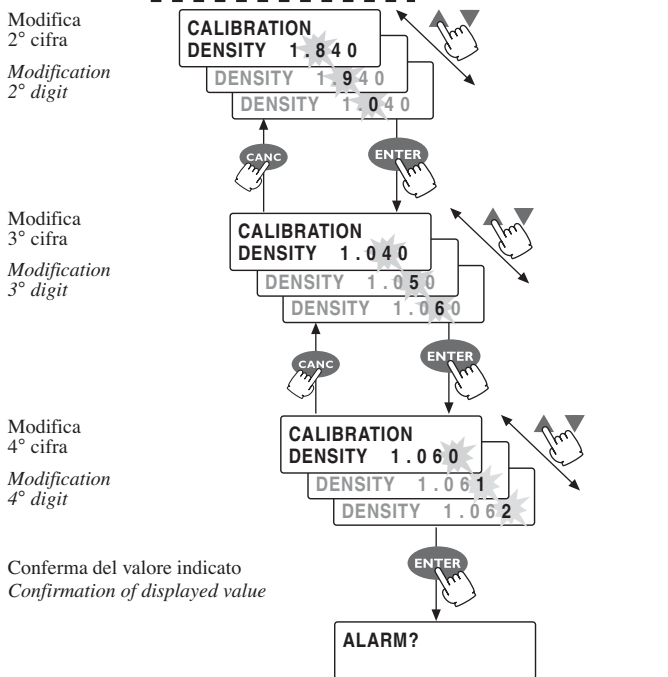 Modifica
2° cifra
Modification
2° digit
CALIBRATION
DENSITY 1.840
DENSITY 1.940
DENSITY 1.040
CANC
ENTER
Modifica
3° cifra
Modification
3° digit
CALIBRATION
DENSITY 1.040
DENSITY 1.050
DENSITY 1.060
CANC
ENTER
Modifica
4° cifra
Modification
4° digit
CALIBRATION
DENSITY 1.060
DENSITY 1.061
DENSITY 1.062
Conferma del valore indicato
Confirmation of displayed value
ENTER
ALARM?